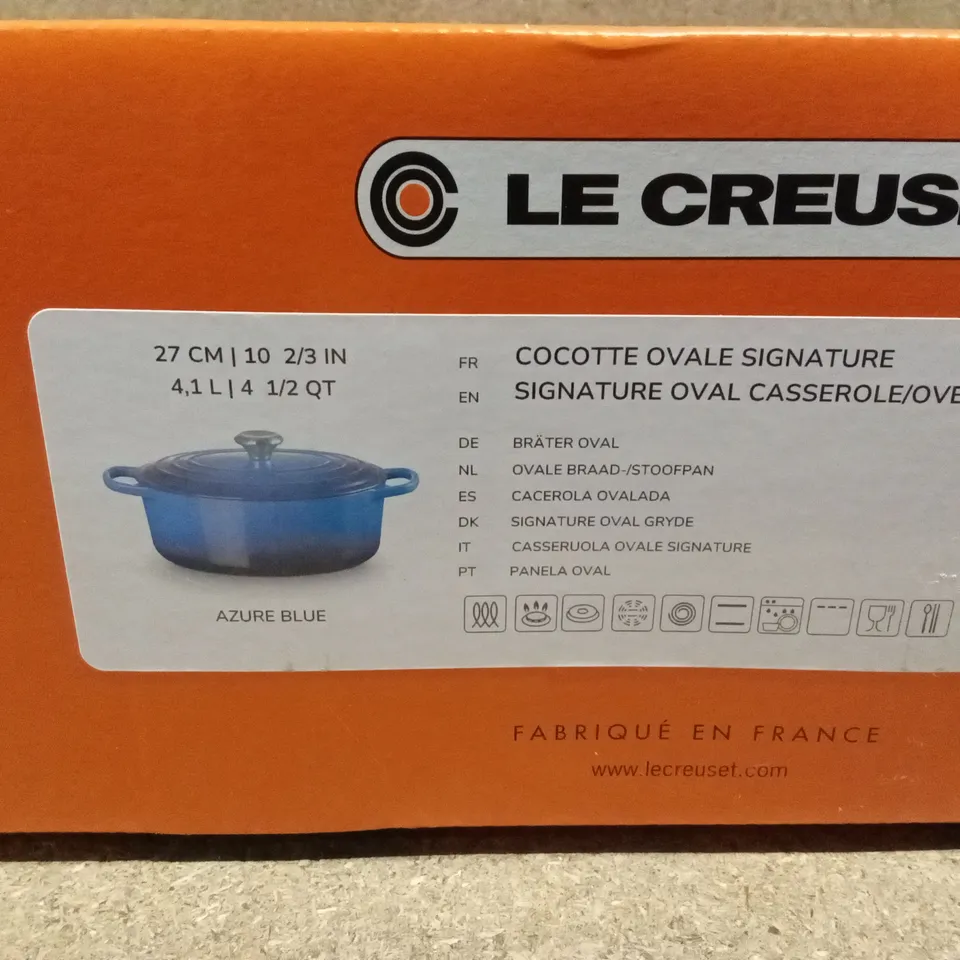 LE CREUS
27 CM | 10 2/3 IN
4,1 L | 4 1/2 QT
AZURE BLUE
FR COCOTTE OVALE SIGNATURE
EN SIGNATURE OVAL CASSEROLE/OVE
DE BRÄTER OVAL
NL OVALE BRAAD-/STOOFPAN
ES CACEROLA OVALADA
DK SIGNATURE OVAL GRYDE
IT CASSERUOLA OVALE SIGNATURE
PT PANELA OVAL
FABRIQUÉ EN FRANCE
www.lecreuset.com